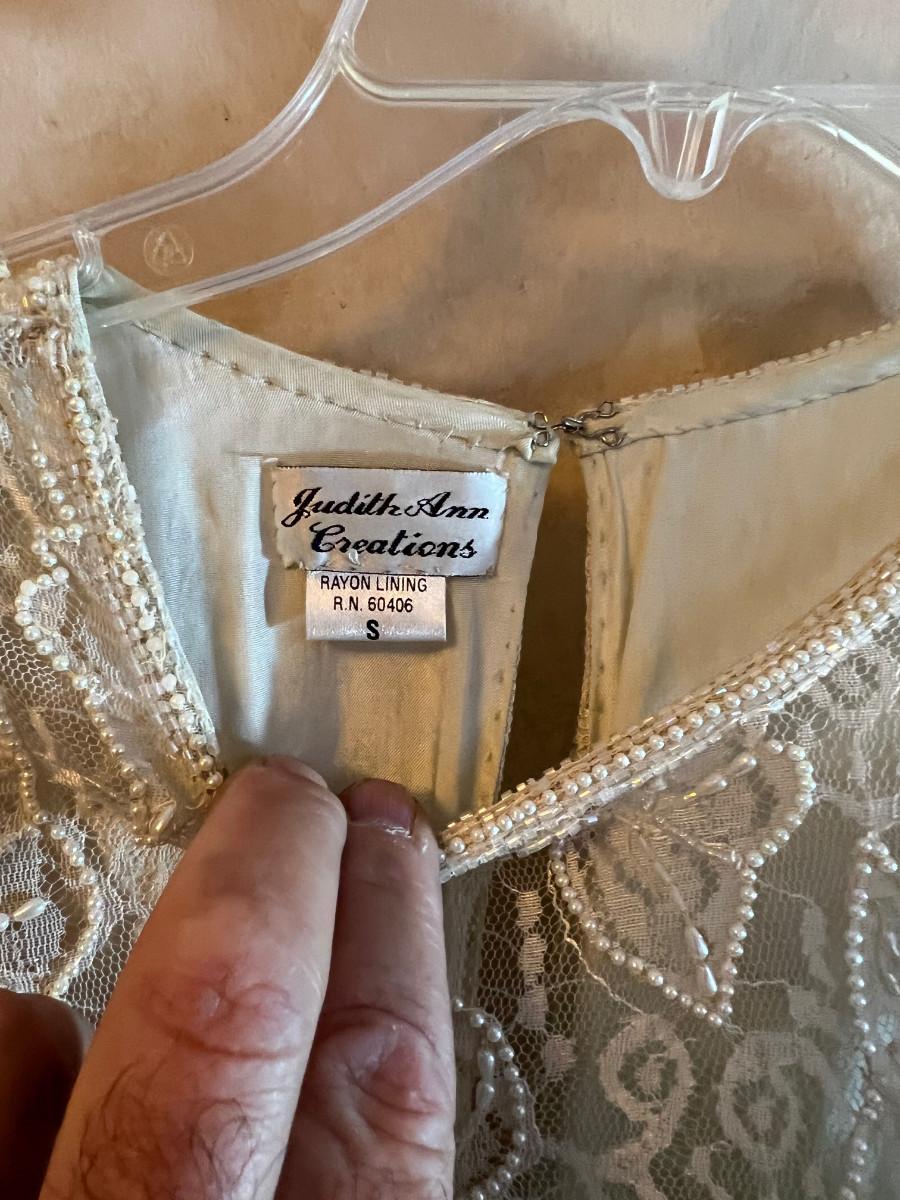 Judith Ann
Creations
RAYON LINING
R.N. 60406
S